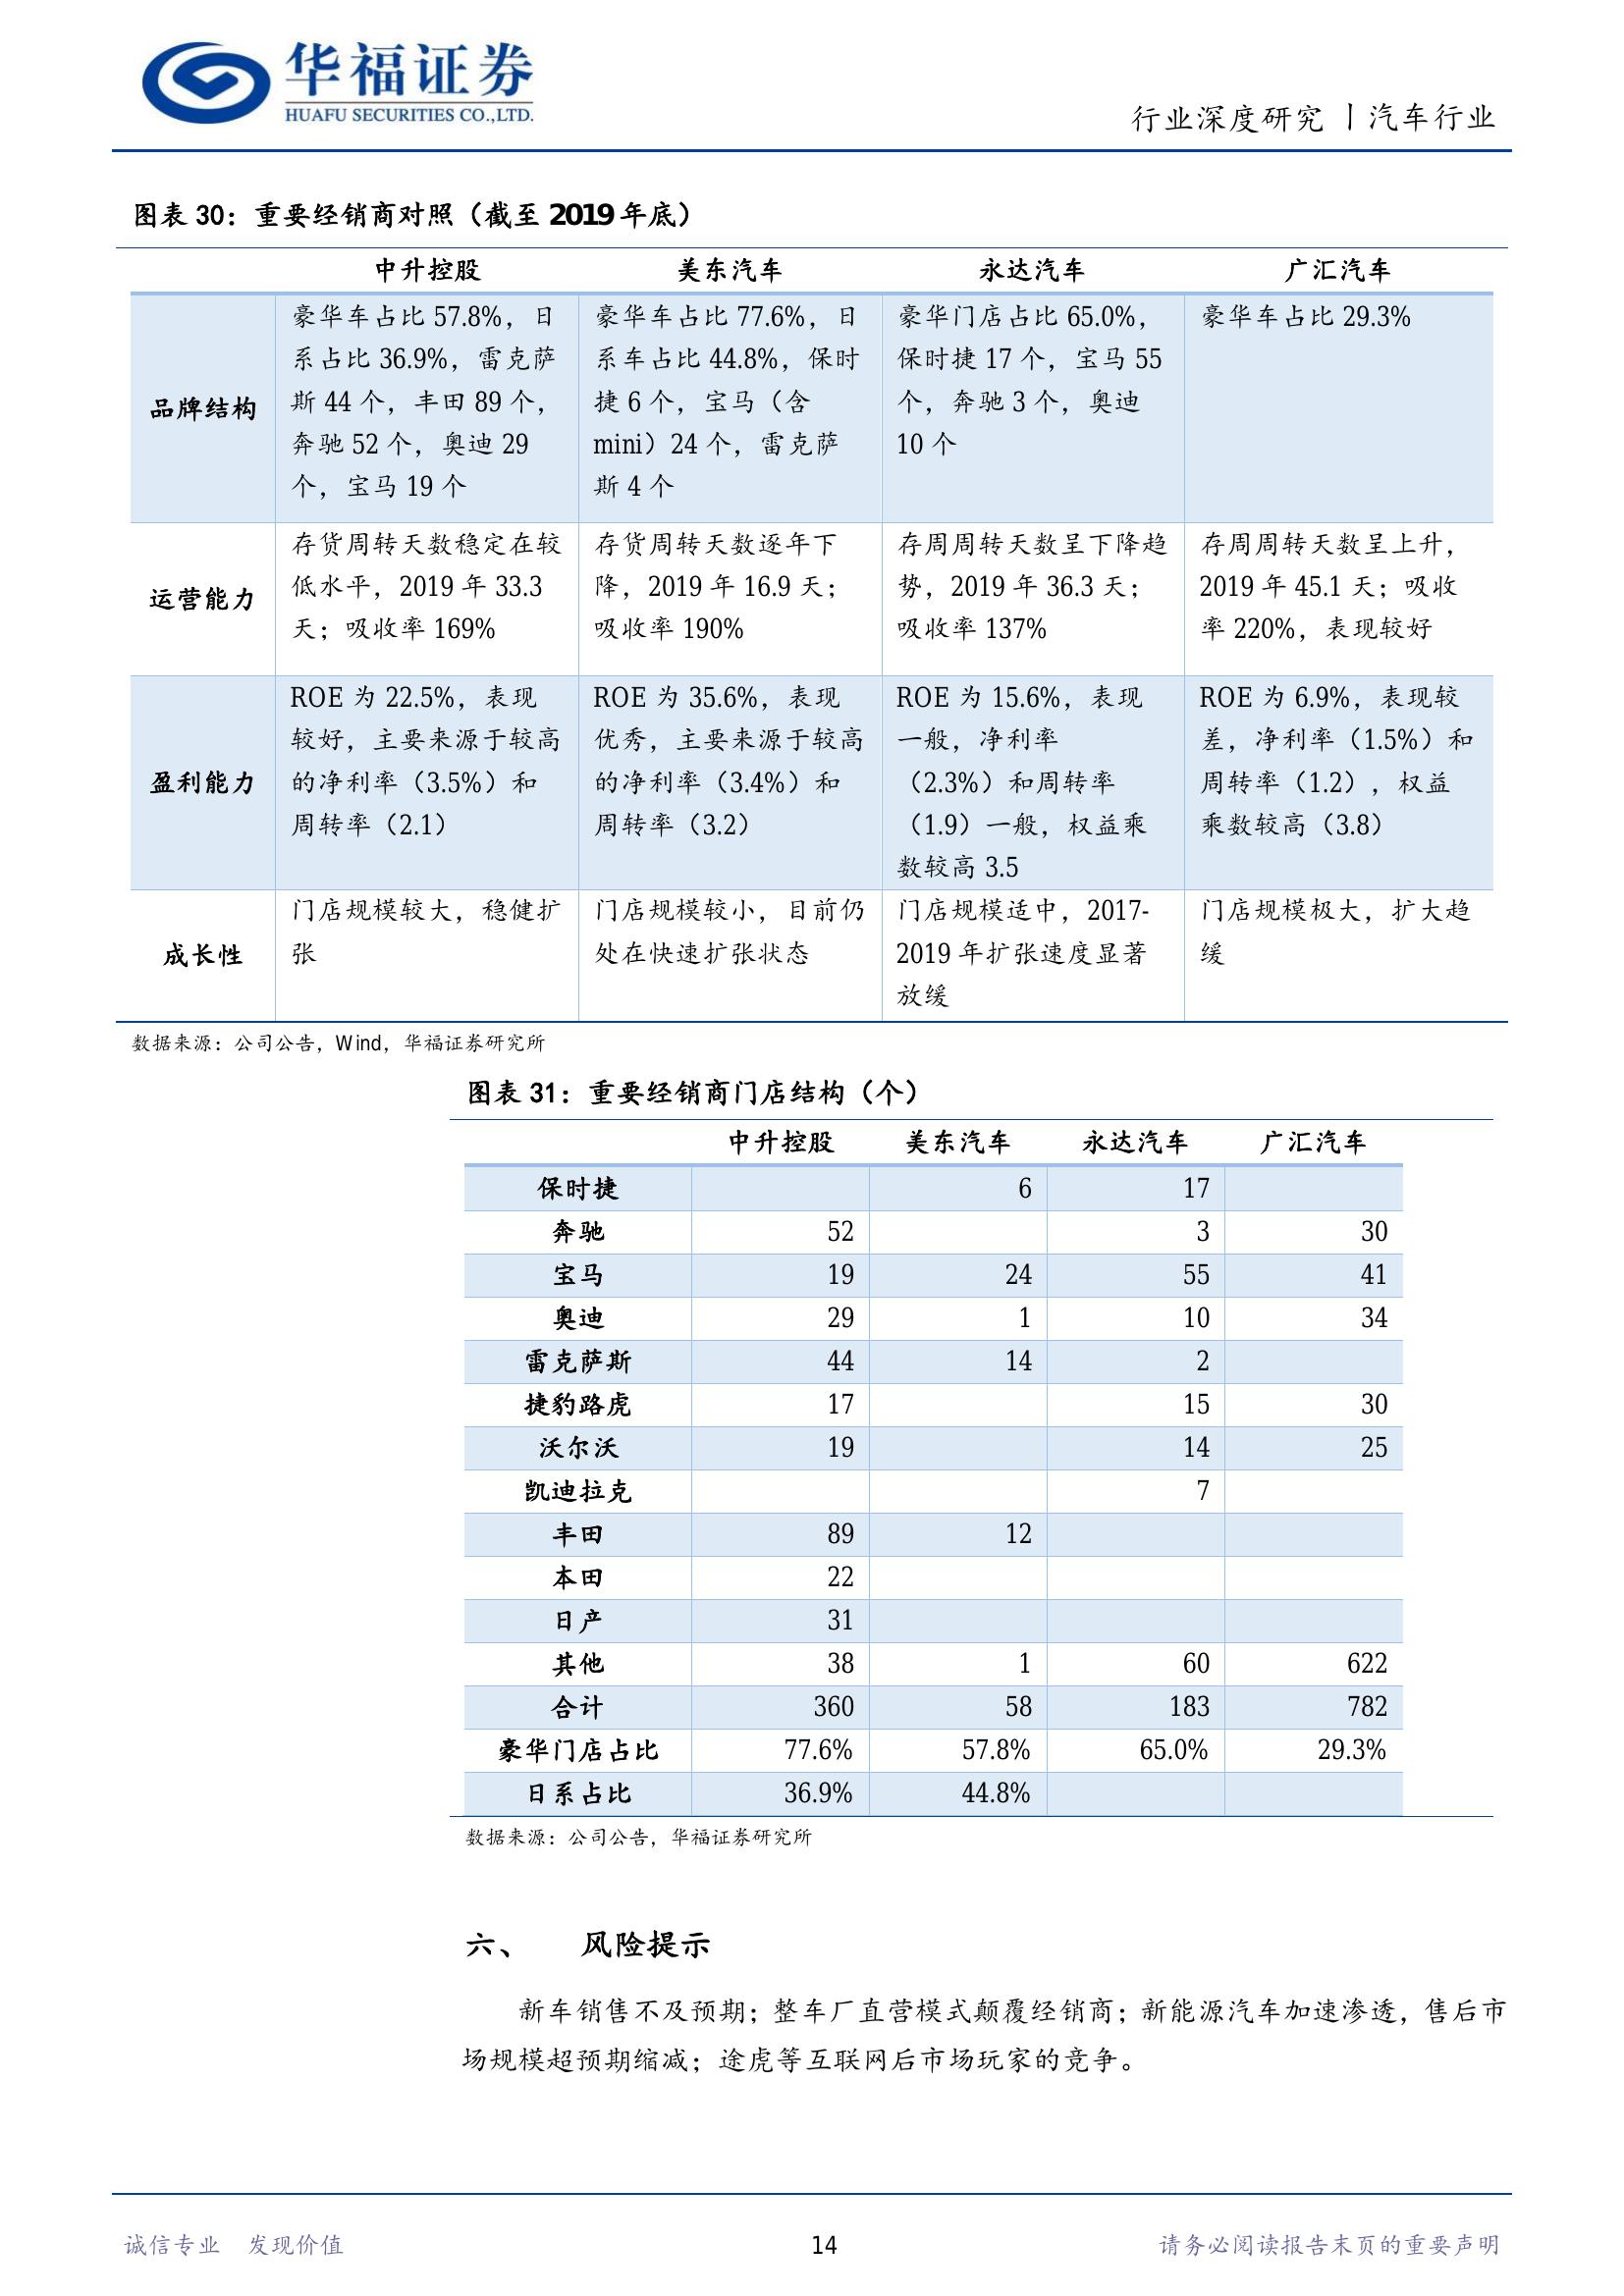 华福证券
HUAFU SECURITIES CO.,LTD.
行业深度研究 | 汽车行业
图表 30：重要经销商对照（截至 2019 年底）
中升控股 美东汽车 永达汽车 广汇汽车
品牌结构
豪华车占比 57.8%，日
系占比 36.9%，雷克萨
斯 44 个，丰田 89 个，
奔驰 52 个，奥迪 29
个，宝马 19 个
豪华车占比 77.6%，日
系车占比 44.8%，保时
捷 6 个，宝马（含
mini）24 个，雷克萨
斯 4 个
豪华门店占比 65.0%，
保时捷 17 个，宝马 55
个，奔驰 3 个，奥迪
10 个
豪华车占比 29.3%
运营能力
存货周转天数稳定在较
低水平，2019 年 33.3
天；吸收率 169%
存货周转天数逐年下
降，2019 年 16.9 天；
吸收率 190%
存周周转天数呈下降趋
势，2019 年 36.3 天；
吸收率 137%
存周周转天数呈上升，
2019 年 45.1 天；吸收
率 220%，表现较好
盈利能力
ROE 为 22.5%，表现
较好，主要来源于较高
的净利率（3.5%）和
周转率（2.1）
ROE 为 35.6%，表现
优秀，主要来源于较高
的净利率（3.4%）和
周转率（3.2）
ROE 为 15.6%，表现
一般，净利率
（2.3%）和周转率
（1.9）一般，权益乘
数较高 3.5
ROE 为 6.9%，表现较
差，净利率（1.5%）和
周转率（1.2），权益
乘数较高（3.8）
成长性
门店规模较大，稳健扩
张
门店规模较小，目前仍
处在快速扩张状态
门店规模适中，2017-
2019 年扩张速度显著
放缓
门店规模极大，扩大趋
缓
数据来源：公司公告，Wind，华福证券研究所
图表 31：重要经销商门店结构（个）
中升控股 美东汽车 永达汽车 广汇汽车
保时捷 6 17
奔驰 52 3 30
宝马 19 24 55 41
奥迪 29 1 10 34
雷克萨斯 44 14 2
捷豹路虎 17 15 30
沃尔沃 19 14 25
凯迪拉克 7
丰田 89 12
本田 22
日产 31
其他 38 1 60 622
合计 360 58 183 782
豪华门店占比 77.6% 57.8% 65.0% 29.3%
日系占比 36.9% 44.8%
数据来源：公司公告，华福证券研究所
六、 风险提示
新车销售不及预期；整车厂直营模式颠覆经销商；新能源汽车加速渗透，售后市
场规模超预期缩减；途虎等互联网后市场玩家的竞争。
诚信专业 发现价值 14 请务必阅读报告末页的重要声明